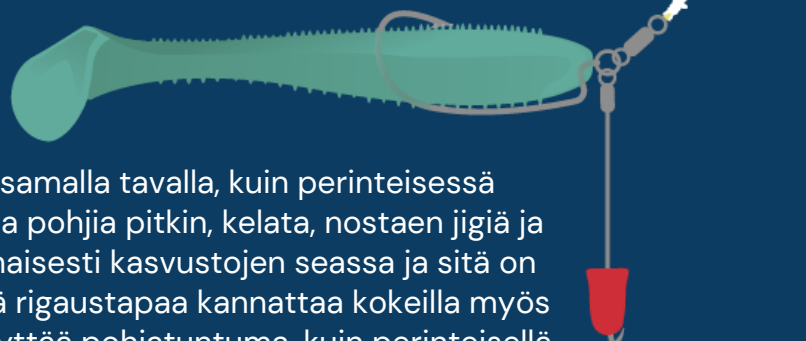 samalla tavalla, kuin perinteisessä
a pohjia pitkin, kelata, nostaen jigiä ja
naisesti kasvustojen seassa ja sitä on
ä rigaustapaa kannattaa kokeilla myös
yttää pohjatuntuma, kuin perinteisellä